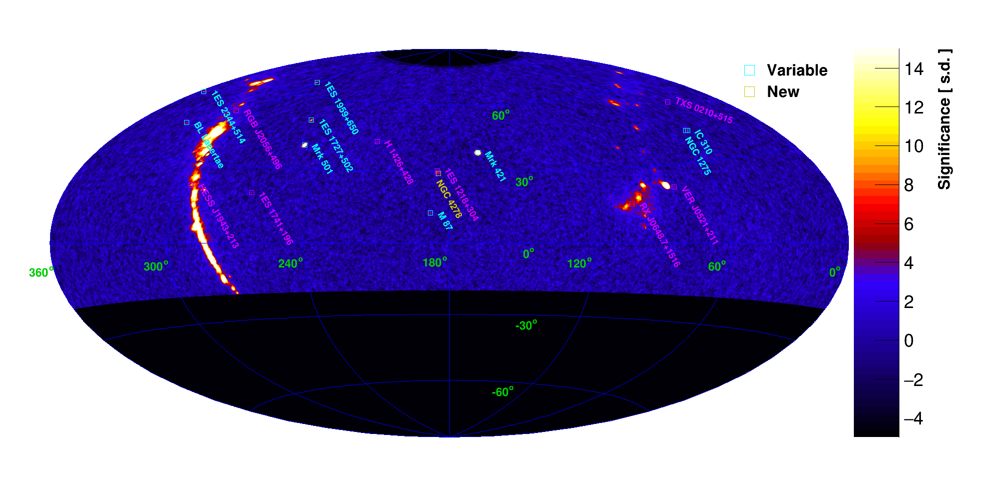 Variable
New
Significance [ s.d. ]
14
12
10
8
6
4
2
0
−2
−4
1ES 1959+650
1ES 2344+514
RGB J2056+496
TXS 0210+515
60°
BL Lacertae
1ES 1727+502
IC 310
NGC 1275
Mrk 501
H 1426+428
Mrk 421
1ES 1218+304
NGC 4278
30°
HESS J1943+213
1ES 1741+196
M 87
VER J0521+211
RX J0648.7+1516
0°
360°
300°
240°
180°
120°
60°
0°
-30°
-60°